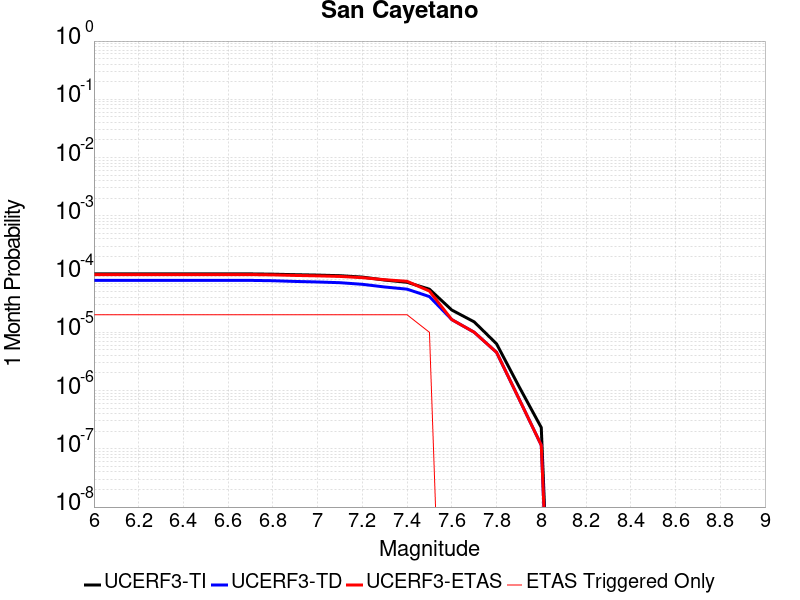 San Cayetano
10^0
10^-1
10^-2
10^-3
10^-4
10^-5
10^-6
10^-7
10^-8
1 Month Probability
6 6.2 6.4 6.6 6.8 7 7.2 7.4 7.6 7.8 8 8.2 8.4 8.6 8.8 9
Magnitude
UCERF3-TI UCERF3-TD UCERF3-ETAS ETAS Triggered Only